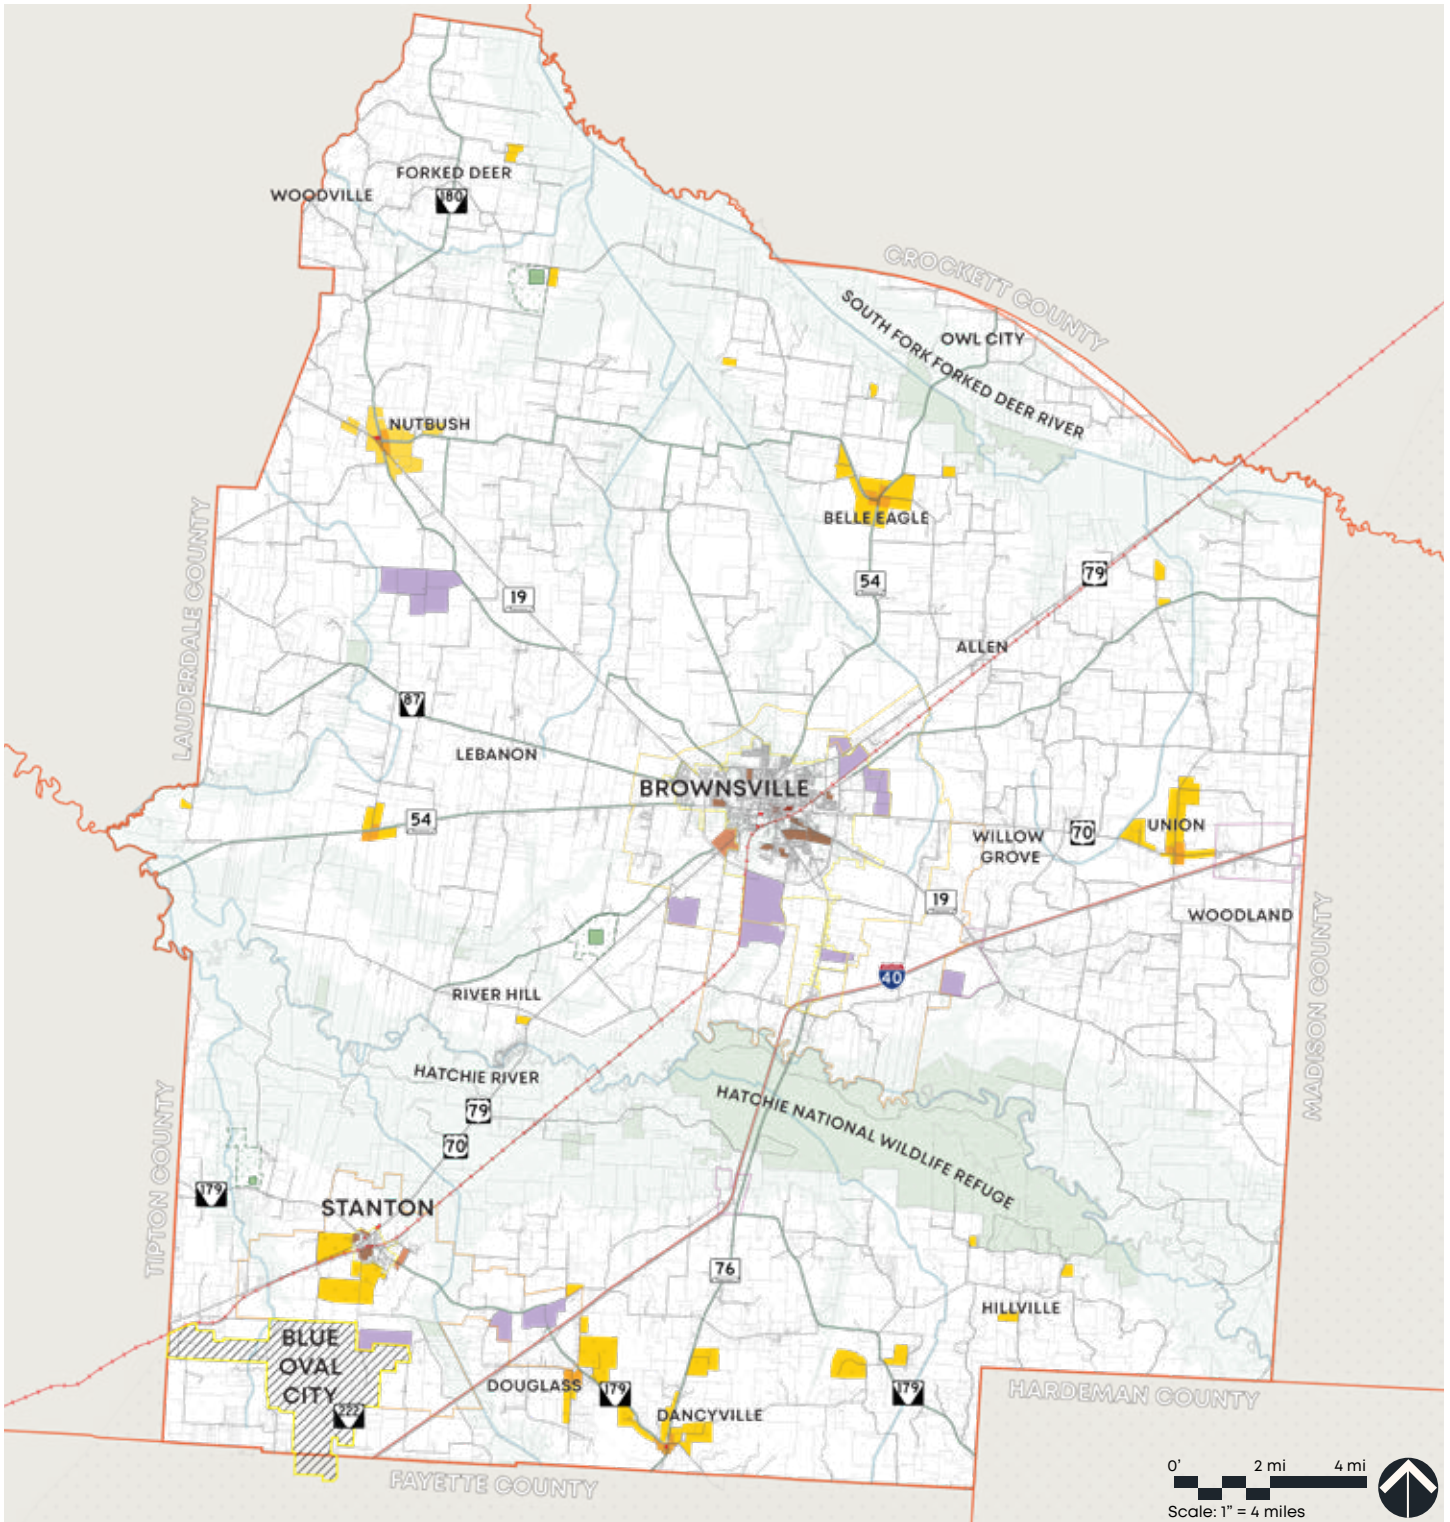 FORKED DEER
WOODVILLE
180
CROCKETT COUNTY
SOUTH FORK FORKED DEER RIVER
OWL CITY
NUTBUSH
BELLE EAGLE
LAUDERDALE COUNTY
54
79
19
ALLEN
87
LEBANON
BROWNSVILLE
54
WILLOW
GROVE
70
UNION
19
WOODLAND
40
RIVER HILL
MADISON COUNTY
HATCHIE RIVER
HATCHIE NATIONAL WILDLIFE REFUGE
79
70
TIPTON COUNTY
179
STANTON
76
HILLVILLE
BLUE
OVAL
CITY
222
DOUGLASS
179
179
DANCYVILLE
HARDEMAN COUNTY
FAYETTE COUNTY
0' 2 mi 4 mi
Scale: 1" = 4 miles